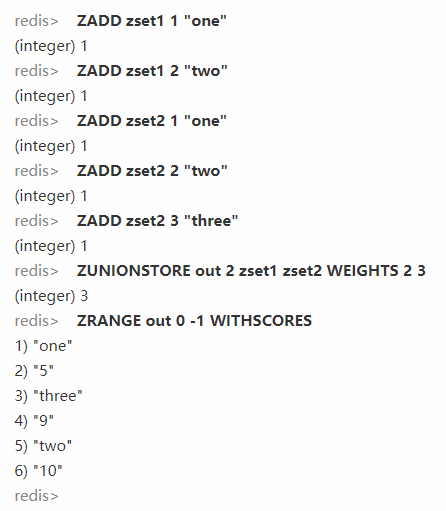 redis> ZADD zset1 1 "one"
(integer) 1
redis> ZADD zset1 2 "two"
(integer) 1
redis> ZADD zset2 1 "one"
(integer) 1
redis> ZADD zset2 2 "two"
(integer) 1
redis> ZADD zset2 3 "three"
(integer) 1
redis> ZUNIONSTORE out 2 zset1 zset2 WEIGHTS 2 3
(integer) 3
redis> ZRANGE out 0 -1 WITHSCORES
1) "one"
2) "5"
3) "three"
4) "9"
5) "two"
6) "10"
redis>